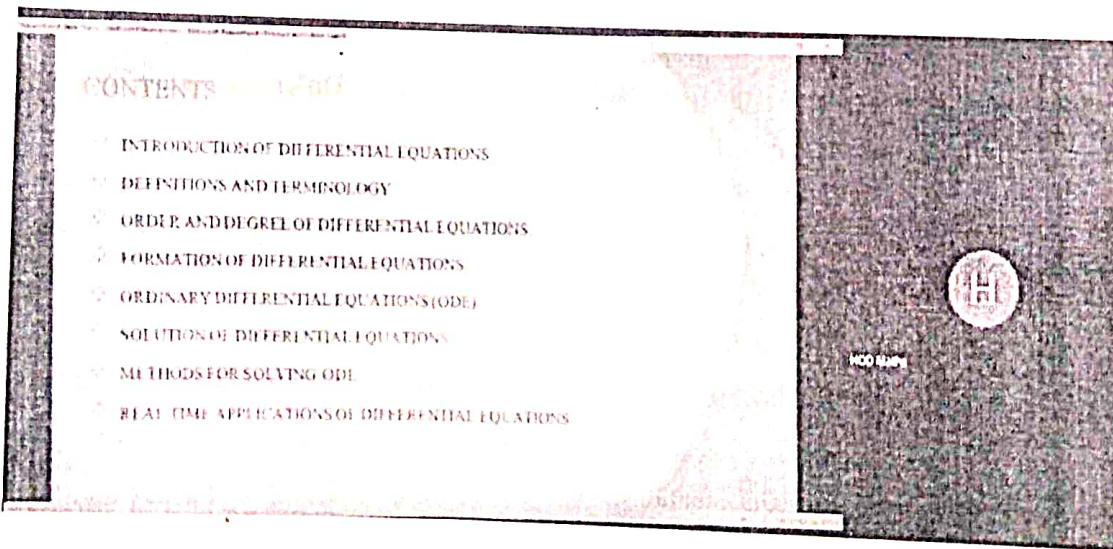 CONTENTS
INTRODUCTION OF DIFFERENTIAL EQUATIONS
DEFINITIONS AND TERMINOLOGY
ORDER AND DEGREE OF DIFFERENTIAL EQUATIONS
FORMATION OF DIFFERENTIAL EQUATIONS
ORDINARY DIFFERENTIAL EQUATIONS (ODE)
SOLUTION OF DIFFERENTIAL EQUATIONS
METHODS FOR SOLVING ODE
REAL TIME APPLICATIONS OF DIFFERENTIAL EQUATIONS
H
HOD